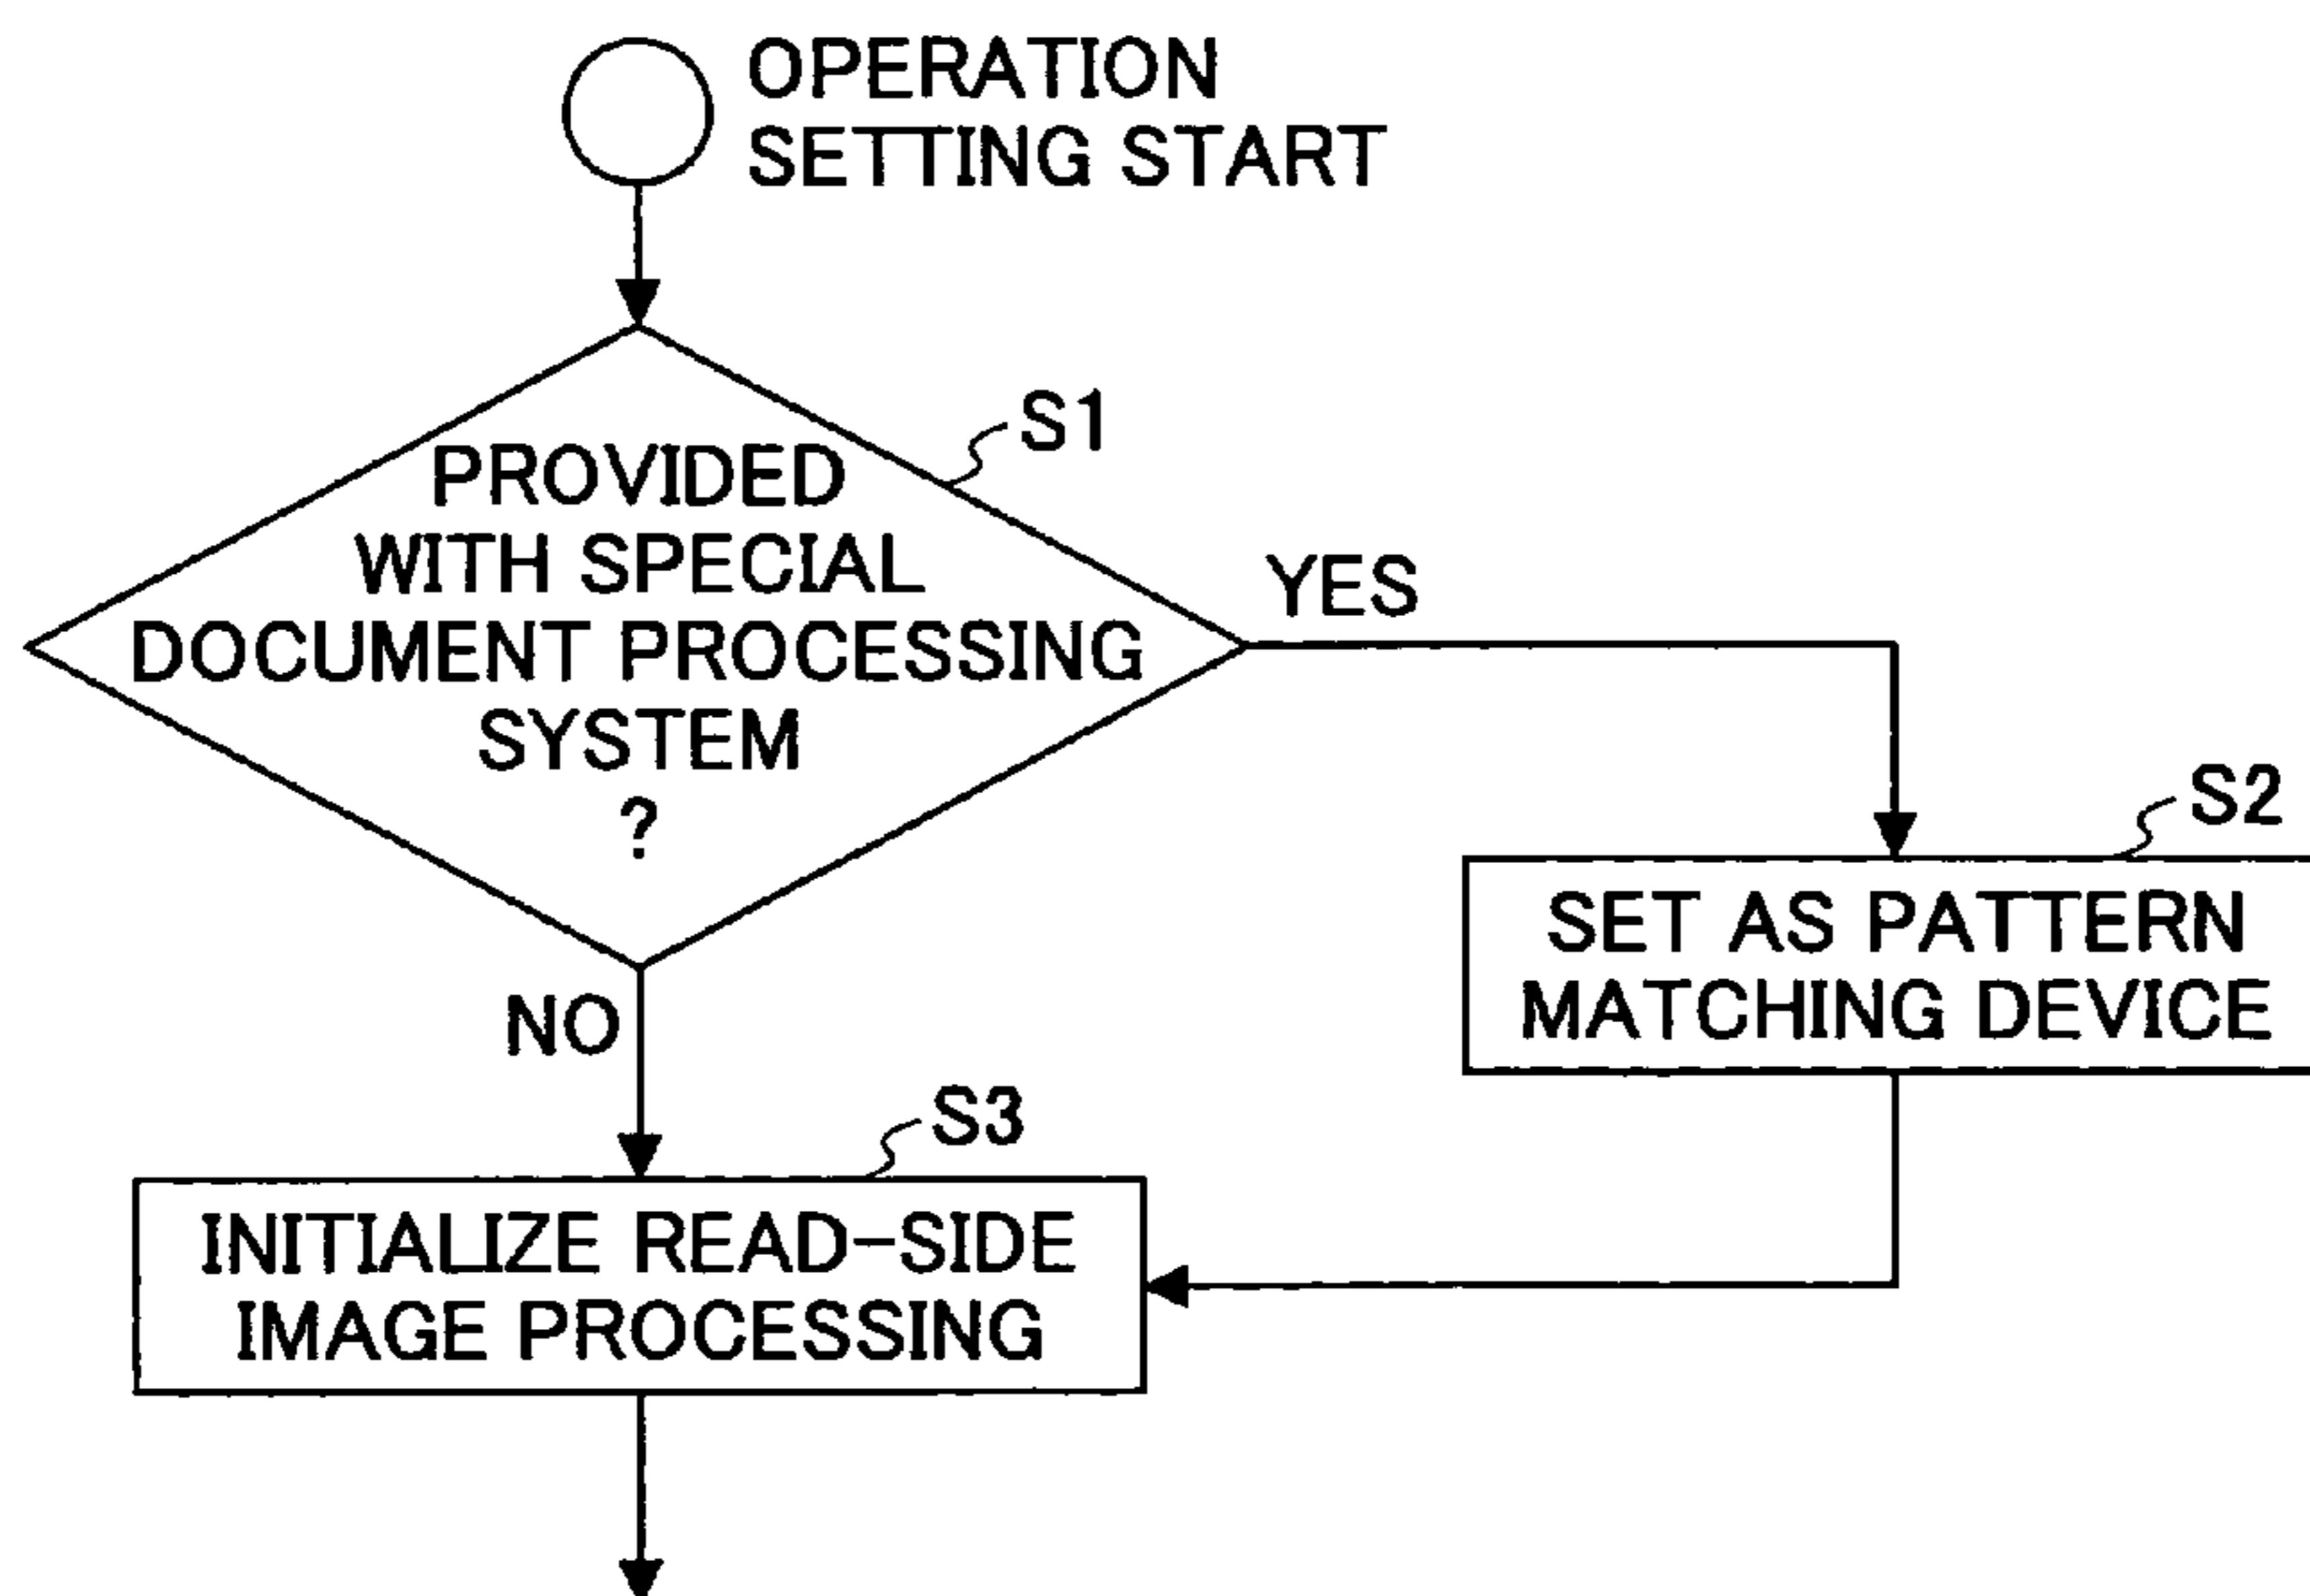 OPERATION
SETTING START
S1
PROVIDED
WITH SPECIAL
DOCUMENT PROCESSING
SYSTEM
?
YES
NO
S2
SET AS PATTERN
MATCHING DEVICE
S3
INITIALIZE READ-SIDE
IMAGE PROCESSING